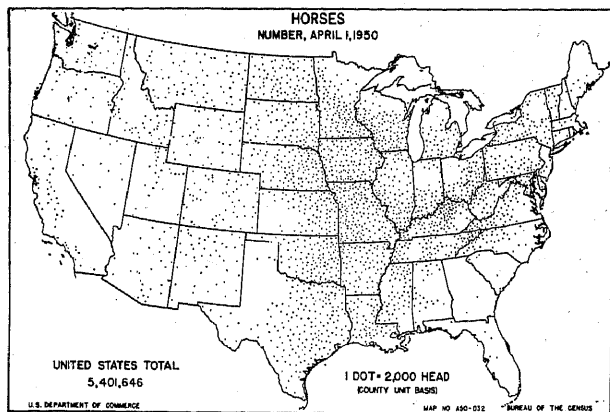 HORSES
NUMBER, APRIL 1, 1950
UNITED STATES TOTAL
5,401,646
1 DOT = 2,000 HEAD
(COUNTY UNIT BASIS)
U.S. DEPARTMENT OF COMMERCE
MAP NO A50-032
BUREAU OF THE CENSUS